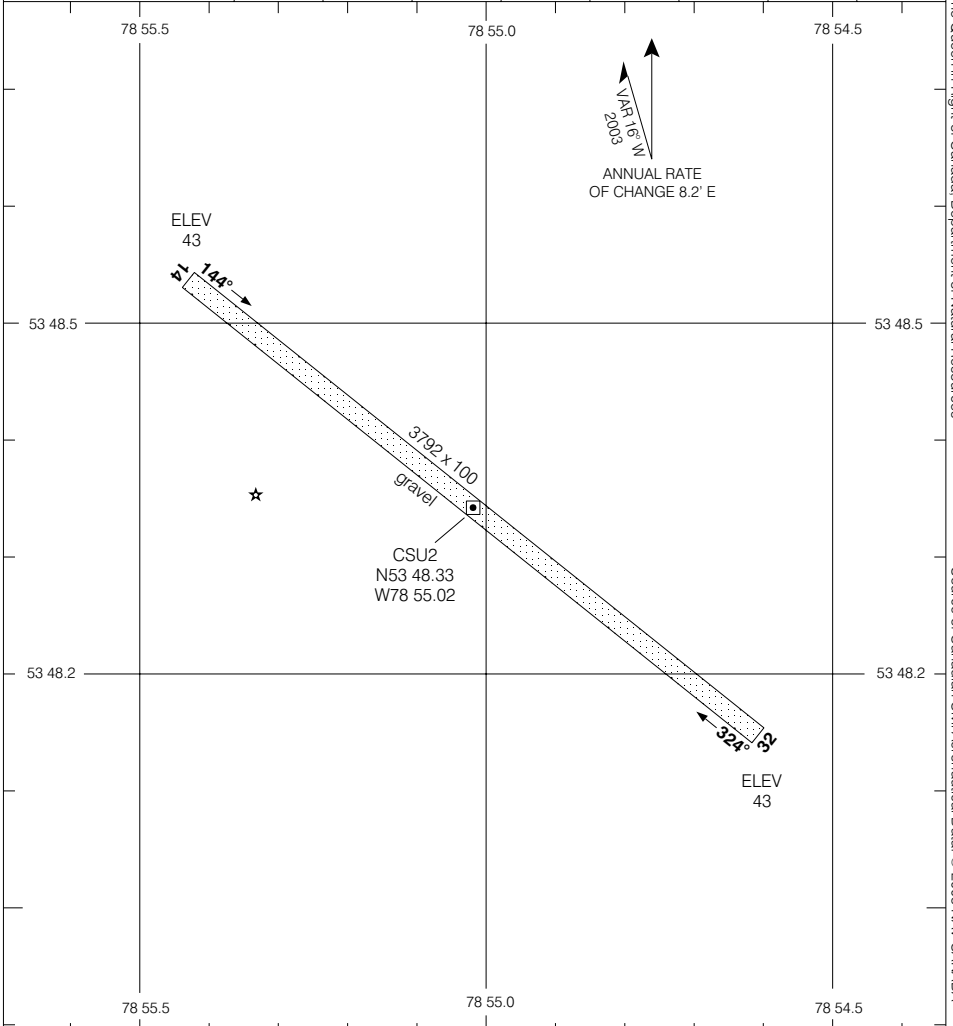 78 55.5
78 55.0
78 54.5
VAR 16° W
2003
ANNUAL RATE
OF CHANGE 8.2' E
ELEV
43
14
144°
53 48.5
53 48.5
3792 x 100
gravel
CSU2
N53 48.33
W78 55.02
53 48.2
53 48.2
324°
32
ELEV
43
78 55.5
78 55.0
78 54.5